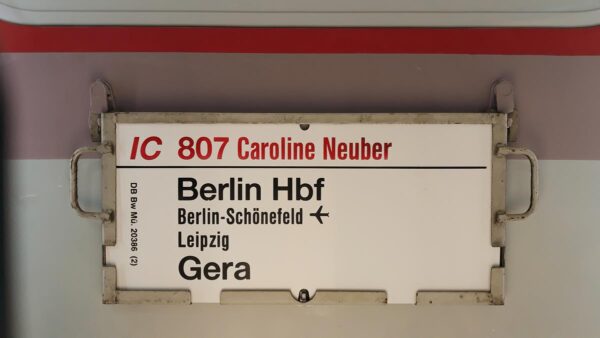 IC 807 Caroline Neuber
Berlin Hbf
Berlin-Schönefeld
Leipzig
Gera
DB Bw Mü. 20386 (2)